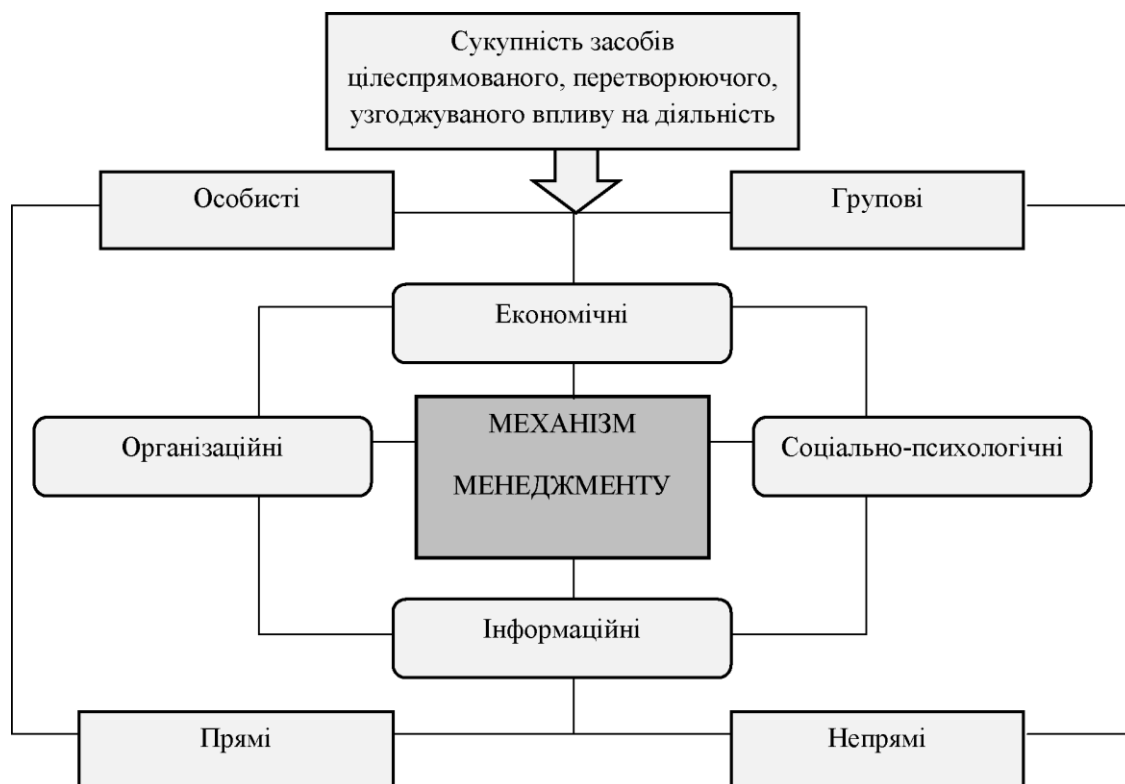 Сукупність засобів
цілеспрямованого, перетворюючого,
узгоджуваного впливу на діяльність
Особисті
Групові
Економічні
МЕХАНІЗМ
МЕНЕДЖМЕНТУ
Організаційні
Соціально-психологічні
Інформаційні
Прямі
Непрямі